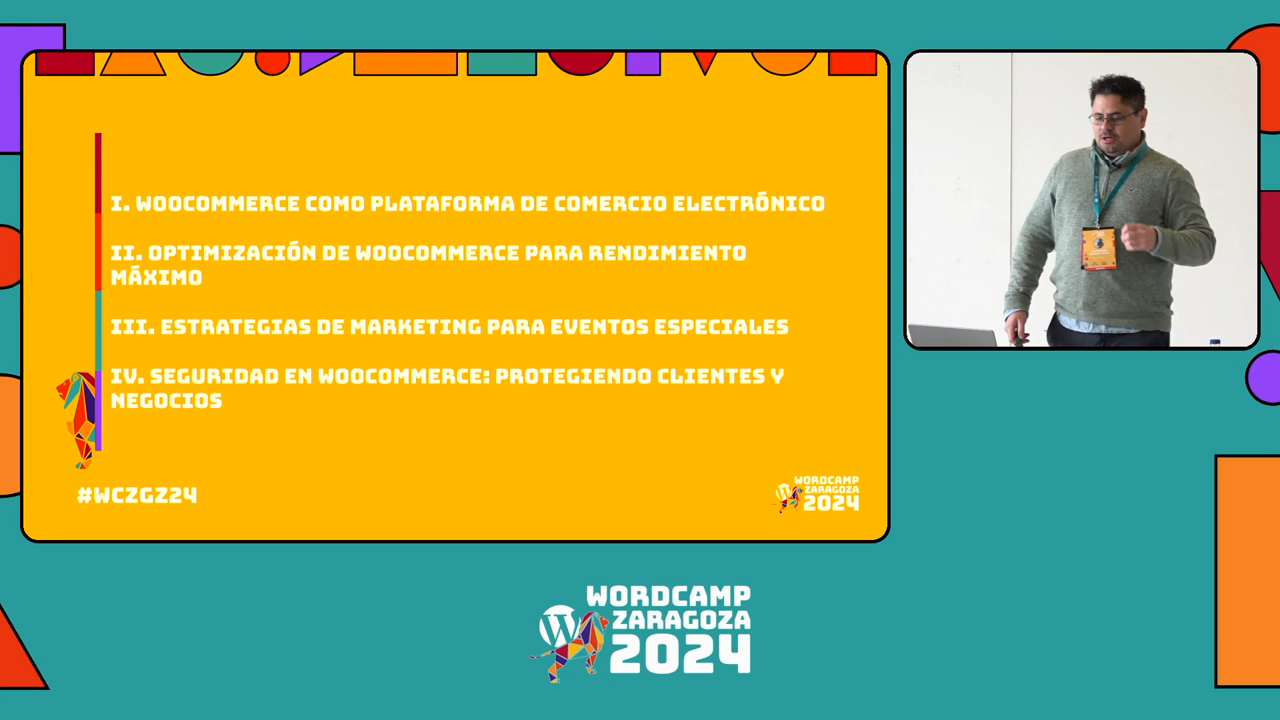 I. WOOCOMMERCE COMO PLATAFORMA DE COMERCIO ELECTRÓNICO
II. OPTIMIZACIÓN DE WOOCOMMERCE PARA RENDIMIENTO
MÁXIMO
III. ESTRATEGIAS DE MARKETING PARA EVENTOS ESPECIALES
IV. SEGURIDAD EN WOOCOMMERCE: PROTEGIENDO CLIENTES Y
NEGOCIOS
#WCZGZ24
WORDCAMP
ZARAGOZA
2024
WORDCAMP
ZARAGOZA
2024